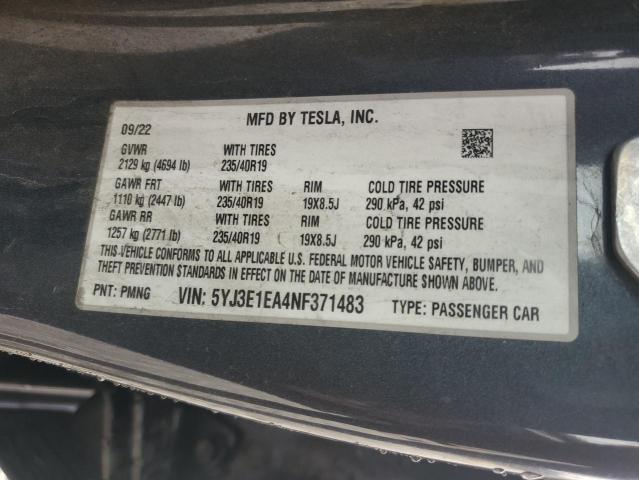 MFD BY TESLA, INC.
09/22
GVWR WITH TIRES
2129 kg (4694 lb) 235/40R19
GAWR FRT WITH TIRES RIM COLD TIRE PRESSURE
1110 kg (2447 lb) 235/40R19 19X8.5J 290 kPa, 42 psi
GAWR RR WITH TIRES RIM COLD TIRE PRESSURE
1257 kg (2771 lb) 235/40R19 19X8.5J 290 kPa, 42 psi
THIS VEHICLE CONFORMS TO ALL APPLICABLE U.S. FEDERAL MOTOR VEHICLE SAFETY, BUMPER, AND
THEFT PREVENTION STANDARDS IN EFFECT ON THE DATE OF MANUFACTURE SHOWN ABOVE.
PNT: PMNG VIN: 5YJ3E1EA4NF371483 TYPE: PASSENGER CAR